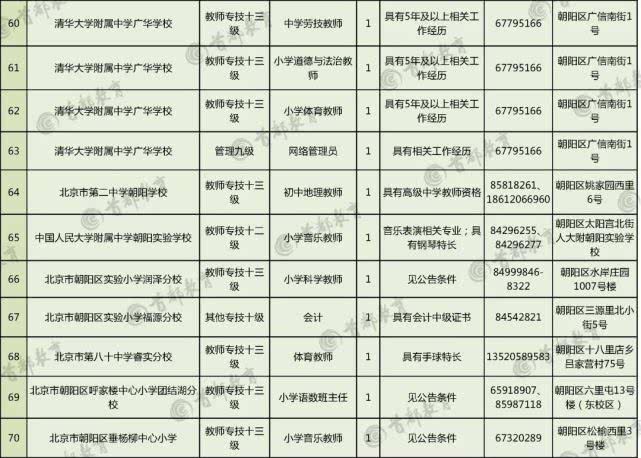 60 清华大学附属中学广华学校 教师专技十三级 中学劳技教师 1 具有5年及以上相关工作经历 67795166 朝阳区广信南街1号
61 清华大学附属中学广华学校 教师专技十三级 小学道德与法治教师 1 具有5年及以上相关工作经历 67795166 朝阳区广信南街1号
62 清华大学附属中学广华学校 教师专技十三级 小学体育教师 1 具有5年及以上相关工作经历 67795166 朝阳区广信南街1号
63 清华大学附属中学广华学校 管理九级 网络管理员 1 具有相关工作经历 67795166 朝阳区广信南街1号
64 北京市第二中学朝阳学校 教师专技十三级 初中地理教师 1 具有高级中学教师资格 85818261、18612066960 朝阳区姚家园西里6号
65 中国人民大学附属中学朝阳实验学校 教师专技十二级 小学音乐教师 1 音乐表演相关专业；具有钢琴特长 84296255、84296277 朝阳区太阳宫北街人大附朝阳实验学校
66 北京市朝阳区实验小学润泽分校 教师专技十三级 小学科学教师 1 见公告条件 84999846-8322 朝阳区水岸庄园1007号楼
67 北京市朝阳区实验小学福源分校 其他专技十级 会计 1 具有会计中级证书 84542821 朝阳区三源里北小街5号
68 北京市第八十中学睿实分校 教师专技十三级 体育教师 1 具有手球特长 13520589583 朝阳区十八里店乡吕家营村75号
69 北京市朝阳区呼家楼中心小学团结湖分校 教师专技十三级 小学语数班主任 1 见公告条件 65918907、85987118 朝阳区六里屯13号楼（东校区）
70 北京市朝阳区垂杨柳中心小学 教师专技十三级 小学音乐教师 1 见公告条件 67320289 朝阳区松榆西里3号楼
首都教育